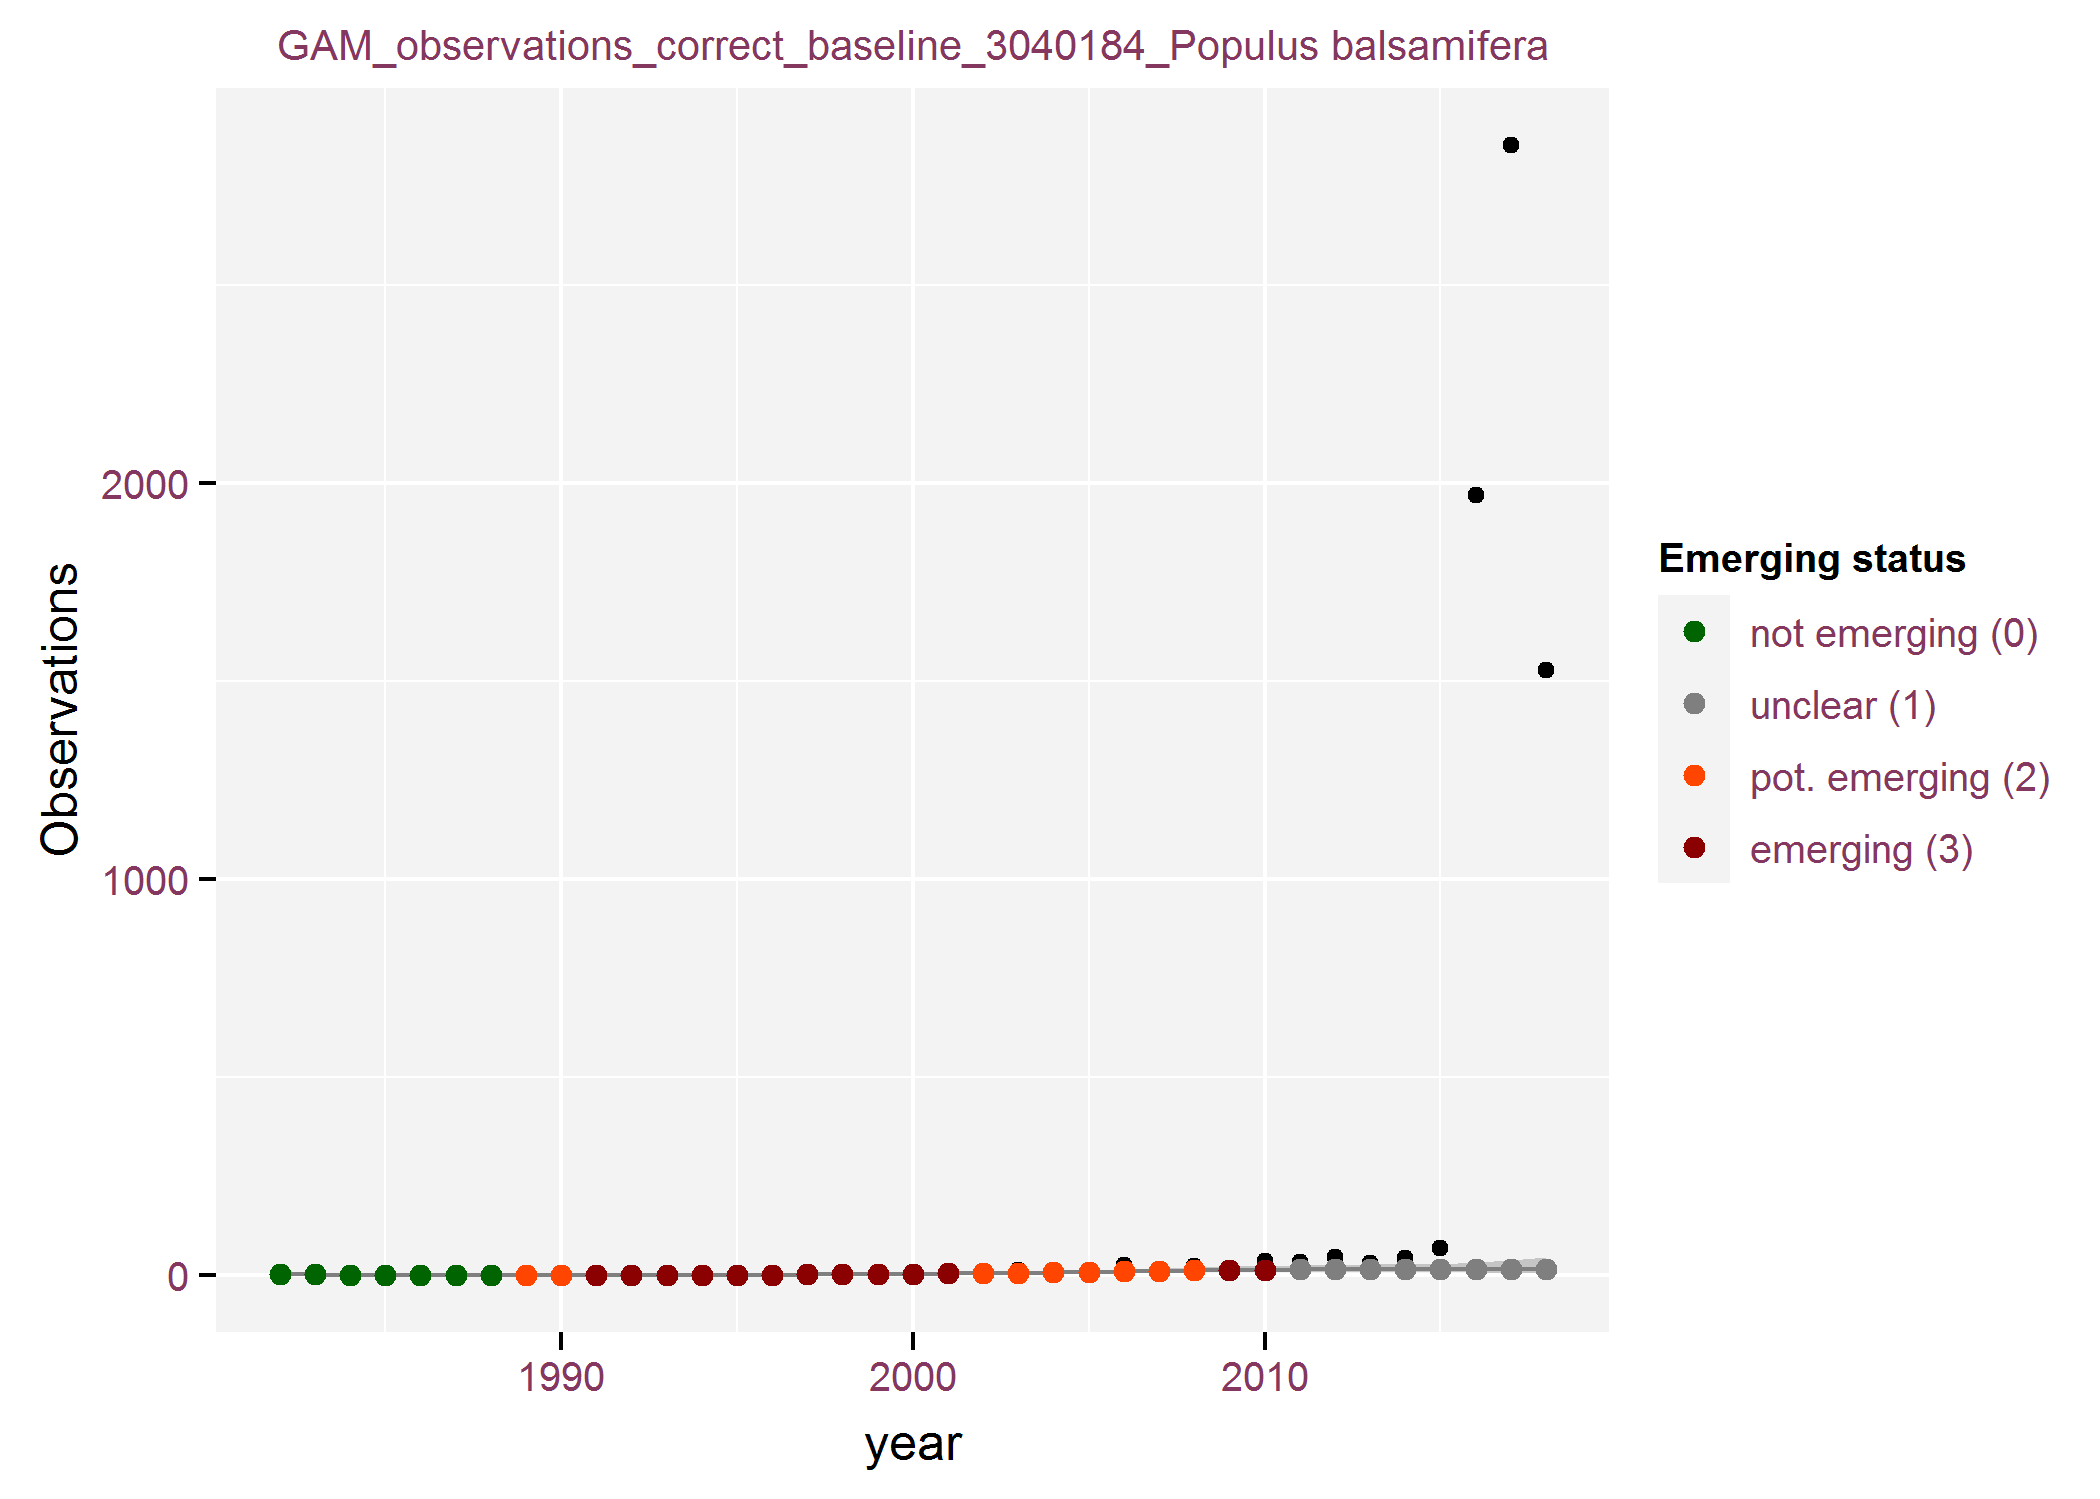 GAM_observations_correct_baseline_3040184_Populus balsamifera
Observations
2000
1000
0
1990
2000
2010
year
Emerging status
not emerging (0)
unclear (1)
pot. emerging (2)
emerging (3)